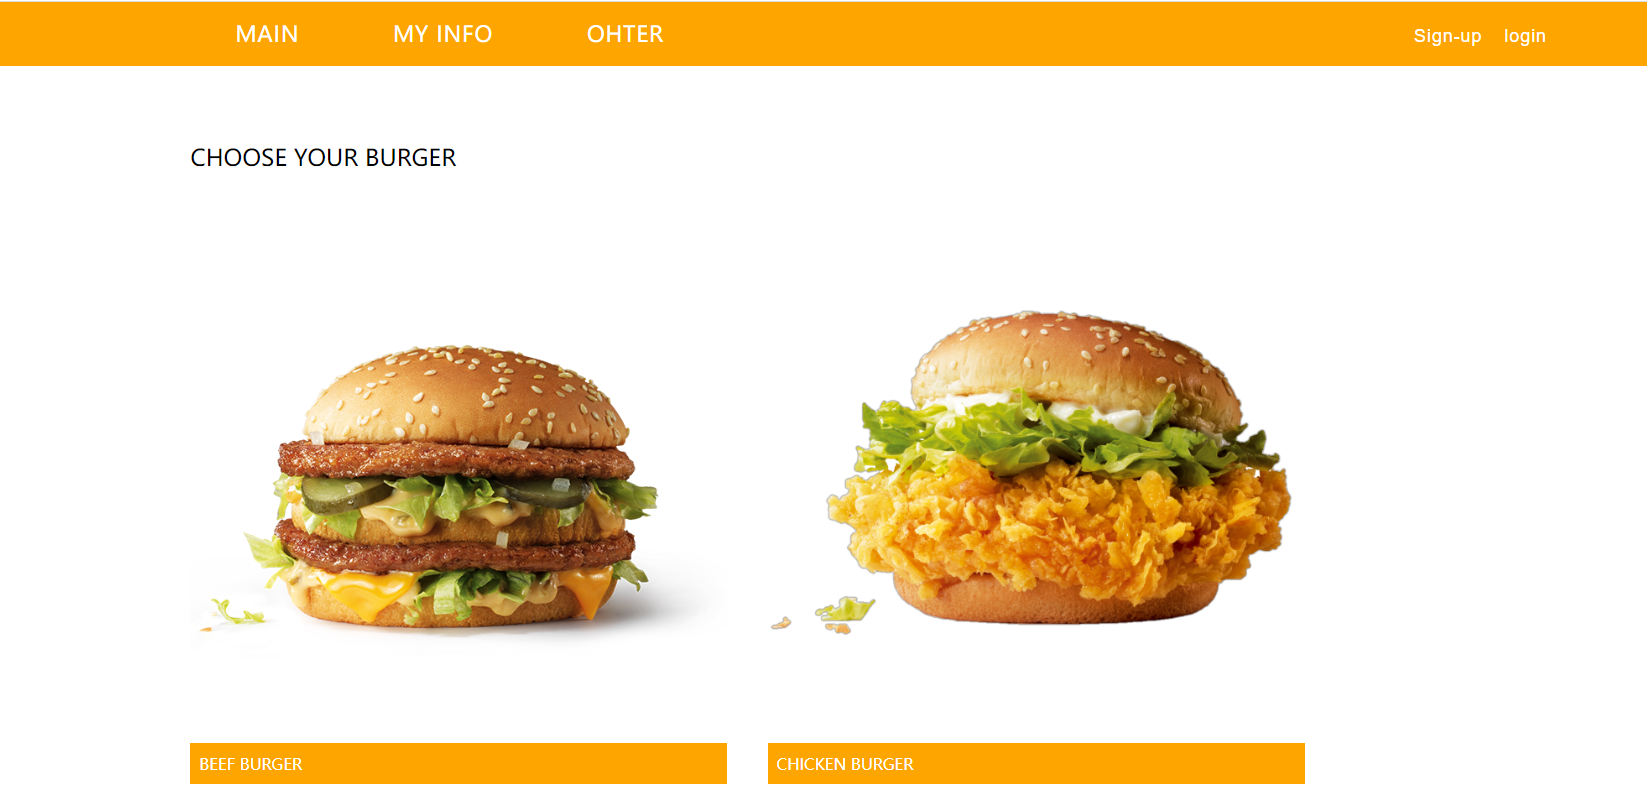 MAIN MY INFO OHTER Sign-up login
CHOOSE YOUR BURGER
BEEF BURGER
CHICKEN BURGER